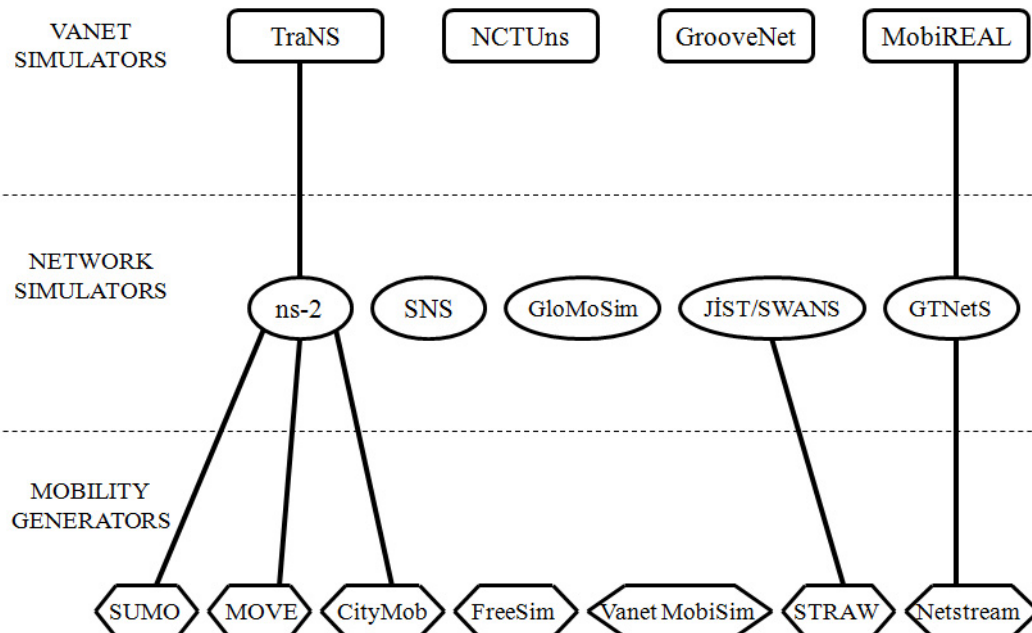 VANET
SIMULATORS
TraNS
NCTUns
GrooveNet
MobiREAL
NETWORK
SIMULATORS
ns-2
SNS
GloMoSim
JİST/SWANS
GTNetS
MOBILITY
GENERATORS
SUMO
MOVE
CityMob
FreeSim
Vanet MobiSim
STRAW
Netstream